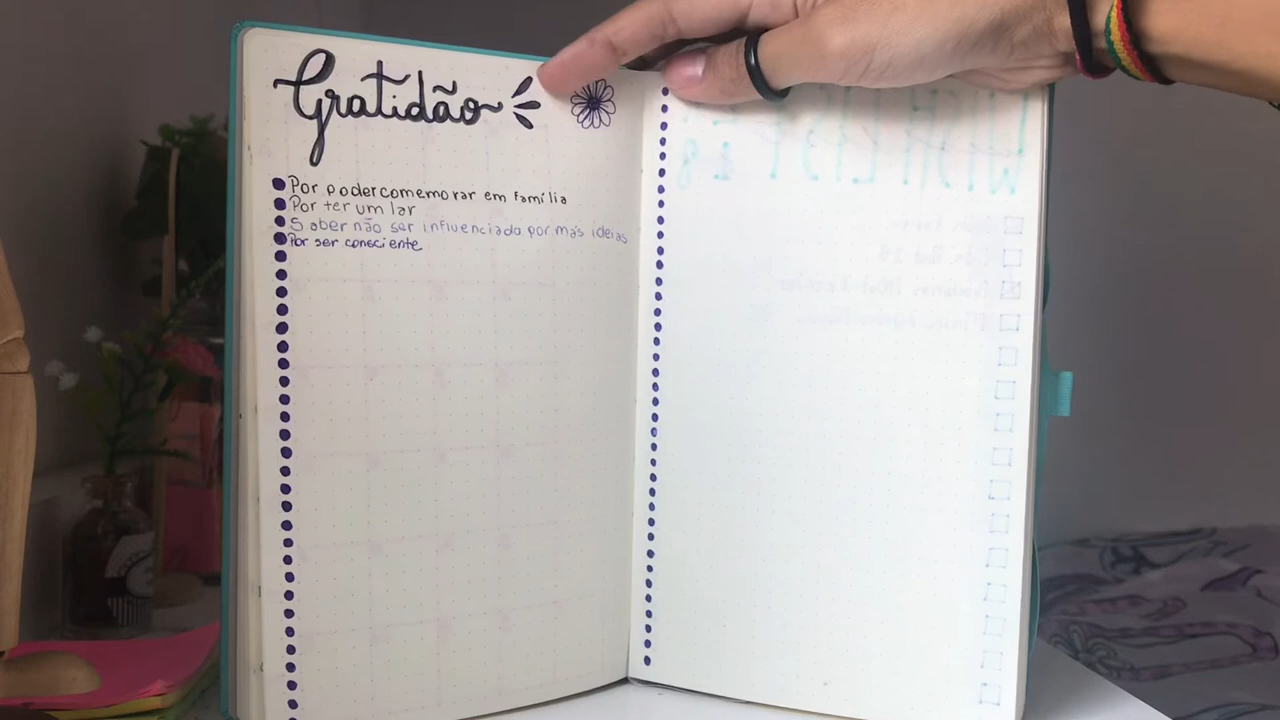 Gratidão
Por poder comemorar em família
Por ter um lar
Saber não ser influenciada por más ideias
Por ser consciente